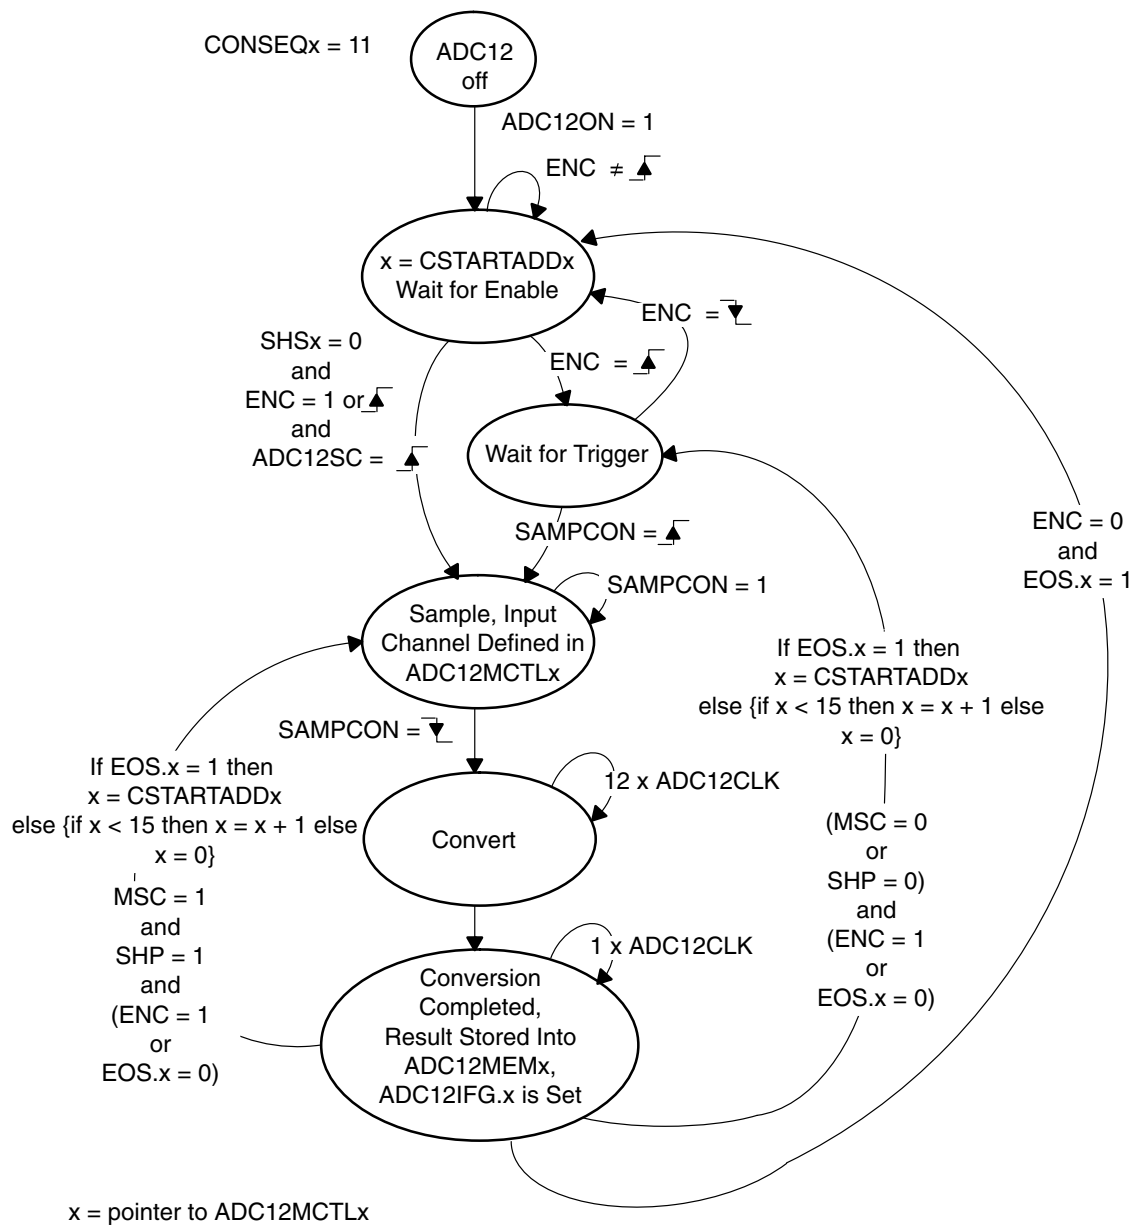 CONSEQx = 11
ADC12
off
ADC12ON = 1
ENC ≠
x = CSTARTADDx
Wait for Enable
ENC =
SHSx = 0
and
ENC = 1 or
and
ADC12SC =
ENC =
Wait for Trigger
SAMPCON =
ENC = 0
and
EOS.x = 1
SAMPCON = 1
Sample, Input
Channel Defined in
ADC12MCTLx
If EOS.x = 1 then
x = CSTARTADDx
else {if x < 15 then x = x + 1 else
x = 0}
SAMPCON =
If EOS.x = 1 then
x = CSTARTADDx
else {if x < 15 then x = x + 1 else
x = 0}
12 x ADC12CLK
Convert
(MSC = 0
or
SHP = 0)
and
(ENC = 1
or
EOS.x = 0)
MSC = 1
and
SHP = 1
and
(ENC = 1
or
EOS.x = 0)
1 x ADC12CLK
Conversion
Completed,
Result Stored Into
ADC12MEMx,
ADC12IFG.x is Set
x = pointer to ADC12MCTLx